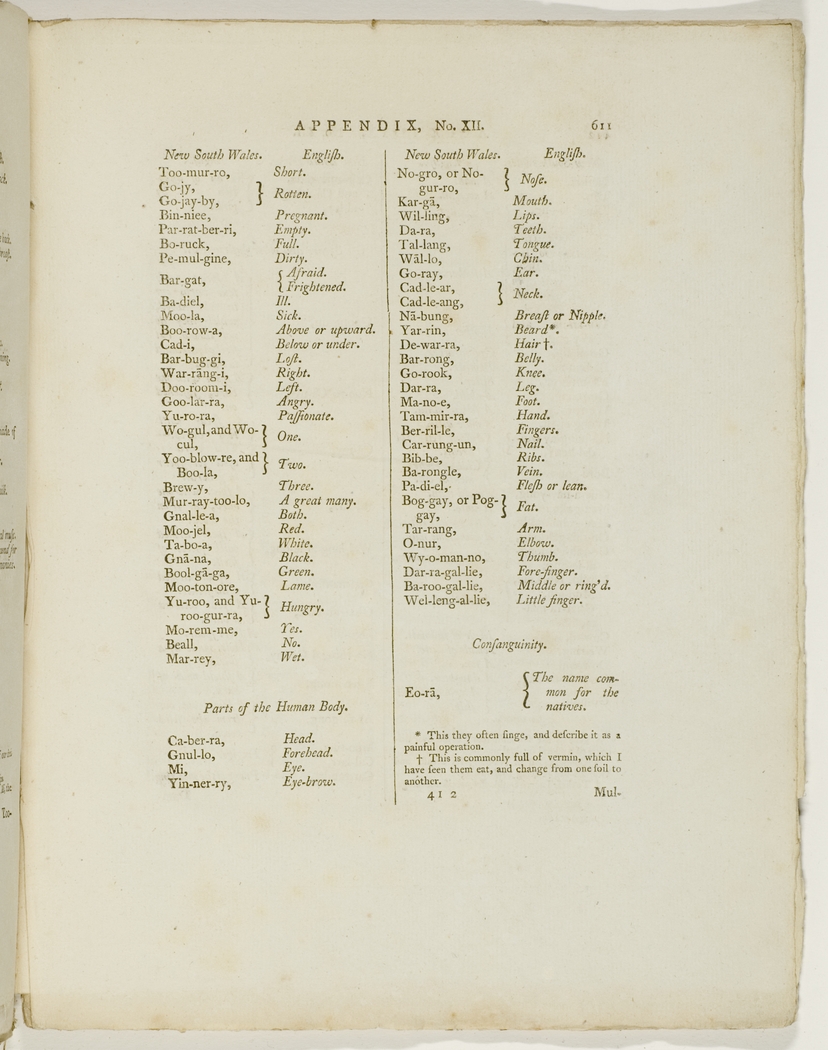 APPENDIX, No. XII. 611
New South Wales. Engliſh.
Too-mur-ro, Short.
Go-jy,
Go-jay-by, } Rotten.
Bin-niee, Pregnant.
Par-rat-ber-ri, Empty.
Bo-ruck, Full.
Pe-mul-gine, Dirty.
Bar-gat, { Afraid.
Frightened.
Ba-diel, Ill.
Moo-la, Sick.
Boo-row-a, Above or upward.
Cad-i, Below or under.
Bar-bug-gi, Loſt.
War-rāng-i, Right.
Doo-room-i, Left.
Goo-lar-ra, Angry.
Yu-ro-ra, Paſſionate.
Wo-gul, and Wo-
cul, } One.
Yoo-blow-re, and
Boo-la, } Two.
Brew-y, Three.
Mur-ray-too-lo, A great many.
Gnal-le-a, Both.
Moo-jel, Red.
Ta-bo-a, White.
Gnā-na, Black.
Bool-gā-ga, Green.
Moo-ton-ore, Lame.
Yu-roo, and Yu-
roo-gur-ra, } Hungry.
Mo-rem-me, Yes.
Beall, No.
Mar-rey, Wet.
Parts of the Human Body.
Ca-ber-ra, Head.
Gnul-lo, Forehead.
Mi, Eye.
Yin-ner-ry, Eye-brow.
New South Wales. Engliſh.
No-gro, or No-
gur-ro, } Noſe.
Kar-gā, Mouth.
Wil-ling, Lips.
Da-ra, Teeth.
Tal-lang, Tongue.
Wāl-lo, Chin.
Go-ray, Ear.
Cad-le-ar,
Cad-le-ang, } Neck.
Nā-bung, Breaſt or Nipple.
Yar-rin, Beard*.
De-war-ra, Hair†.
Bar-rong, Belly.
Go-rook, Knee.
Dar-ra, Leg.
Ma-no-e, Foot.
Tam-mir-ra, Hand.
Ber-ril-le, Fingers.
Car-rung-un, Nail.
Bib-be, Ribs.
Ba-rongle, Vein.
Pa-di-el, Fleſh or lean.
Bog-gay, or Pog-
gay, } Fat.
Tar-rang, Arm.
O-nur, Elbow.
Wy-o-man-no, Thumb.
Dar-ra-gal-lie, Fore-finger.
Ba-roo-gal-lie, Middle or ring'd.
Wel-leng-al-lie, Little finger.
Conſanguinity.
Eo-rā, { The name com-
mon for the
natives.
* This they often ſinge, and deſcribe it as a
painful operation.
† This is commonly full of vermin, which I
have ſeen them eat, and change from one ſoil to
another.
4I 2 Mul-